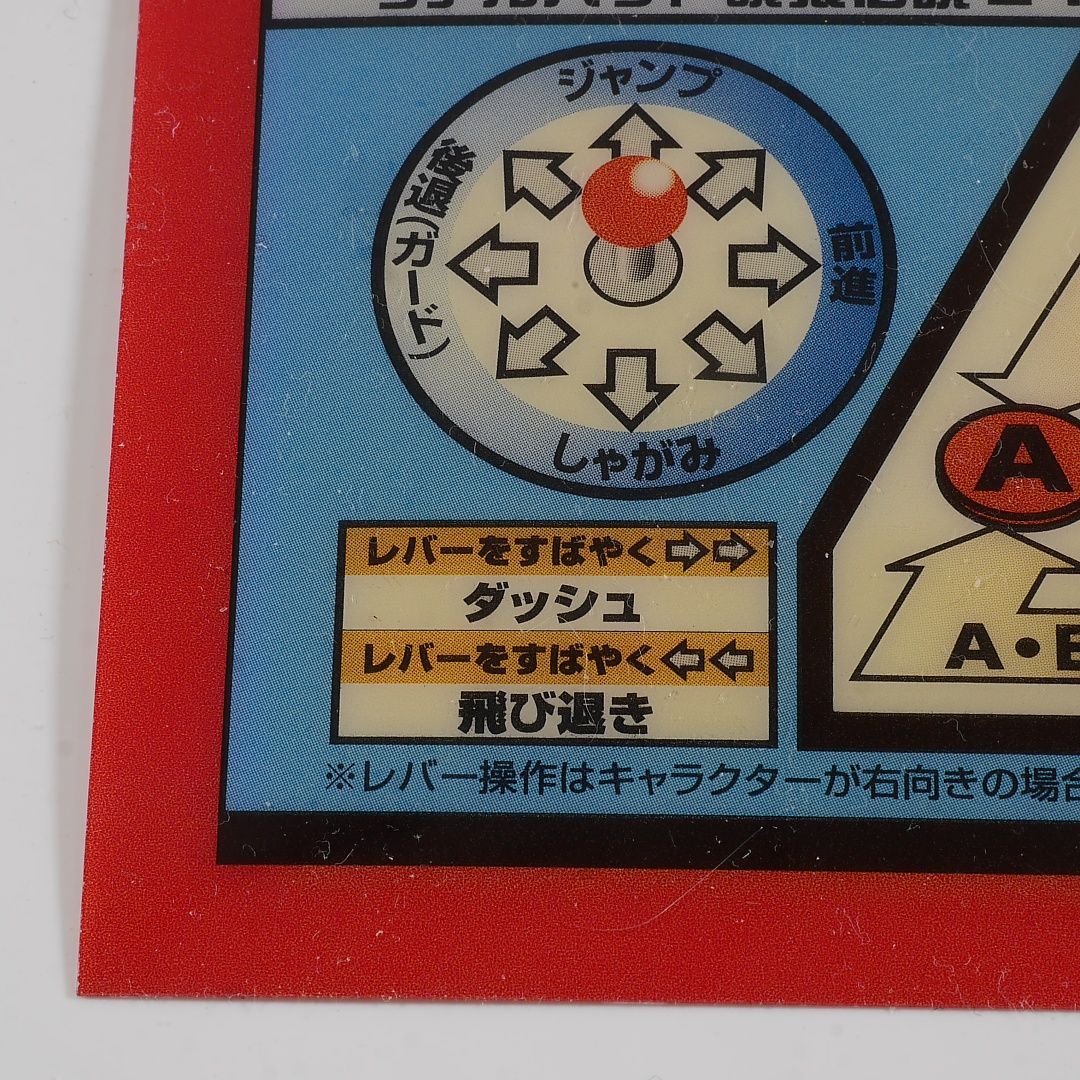 ジャンプ
後退(ガード)
前進
しゃがみ
A
レバーをすばやく⇨⇨
ダッシュ
レバーをすばやく⇦⇦
飛び退き
A・B
※レバー操作はキャラクターが右向きの場合